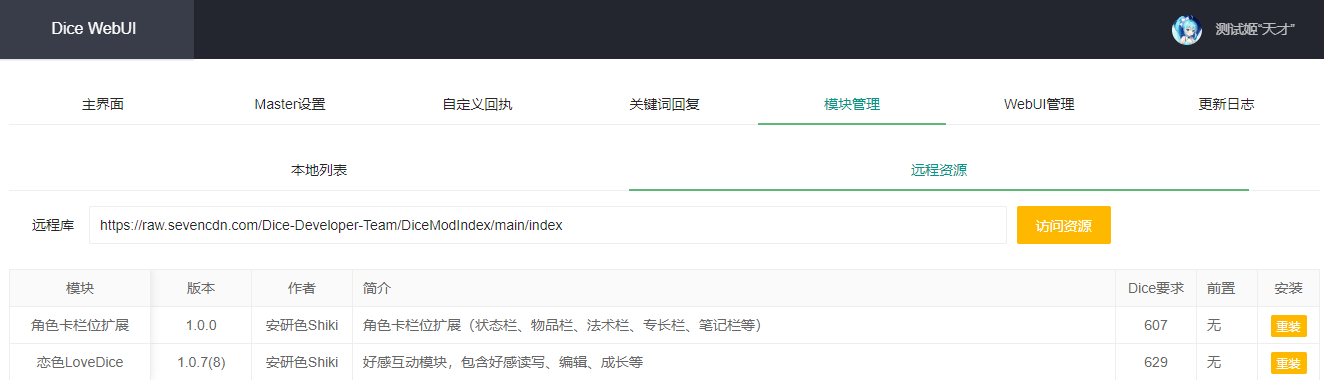 Dice WebUI 测试姬“天才”
主界面 Master设置 自定义回执 关键词回复 模块管理 WebUI管理 更新日志
本地列表 远程资源
远程库 https://raw.sevencdn.com/Dice-Developer-Team/DiceModIndex/main/index 访问资源
模块 版本 作者 简介 Dice要求 前置 安装
角色卡栏位扩展 1.0.0 安研色Shiki 角色卡栏位扩展（状态栏、物品栏、法术栏、专长栏、笔记栏等） 607 无 重装
恋色LoveDice 1.0.7(8) 安研色Shiki 好感互动模块，包含好感读写、编辑、成长等 629 无 重装